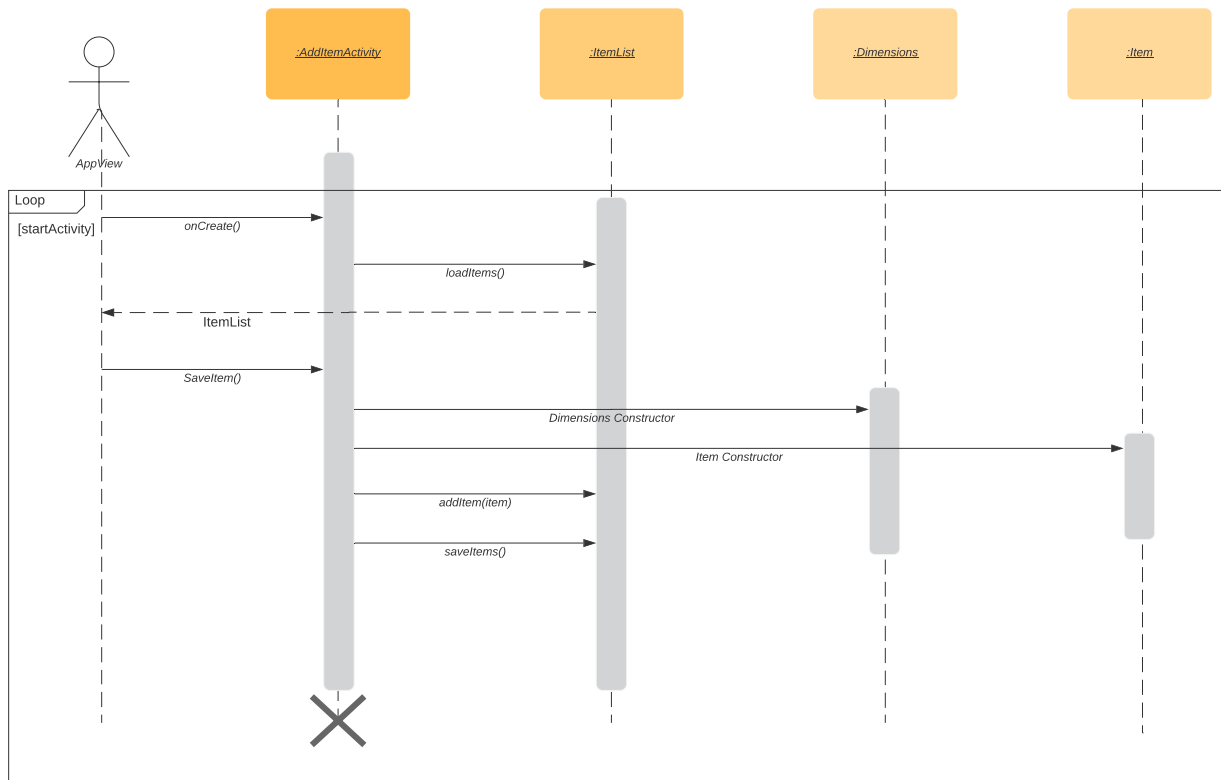 :AddItemActivity
:ItemList
:Dimensions
:Item
AppView
Loop
[startActivity]
onCreate()
loadItems()
ItemList
SaveItem()
Dimensions Constructor
Item Constructor
addItem(item)
saveItems()